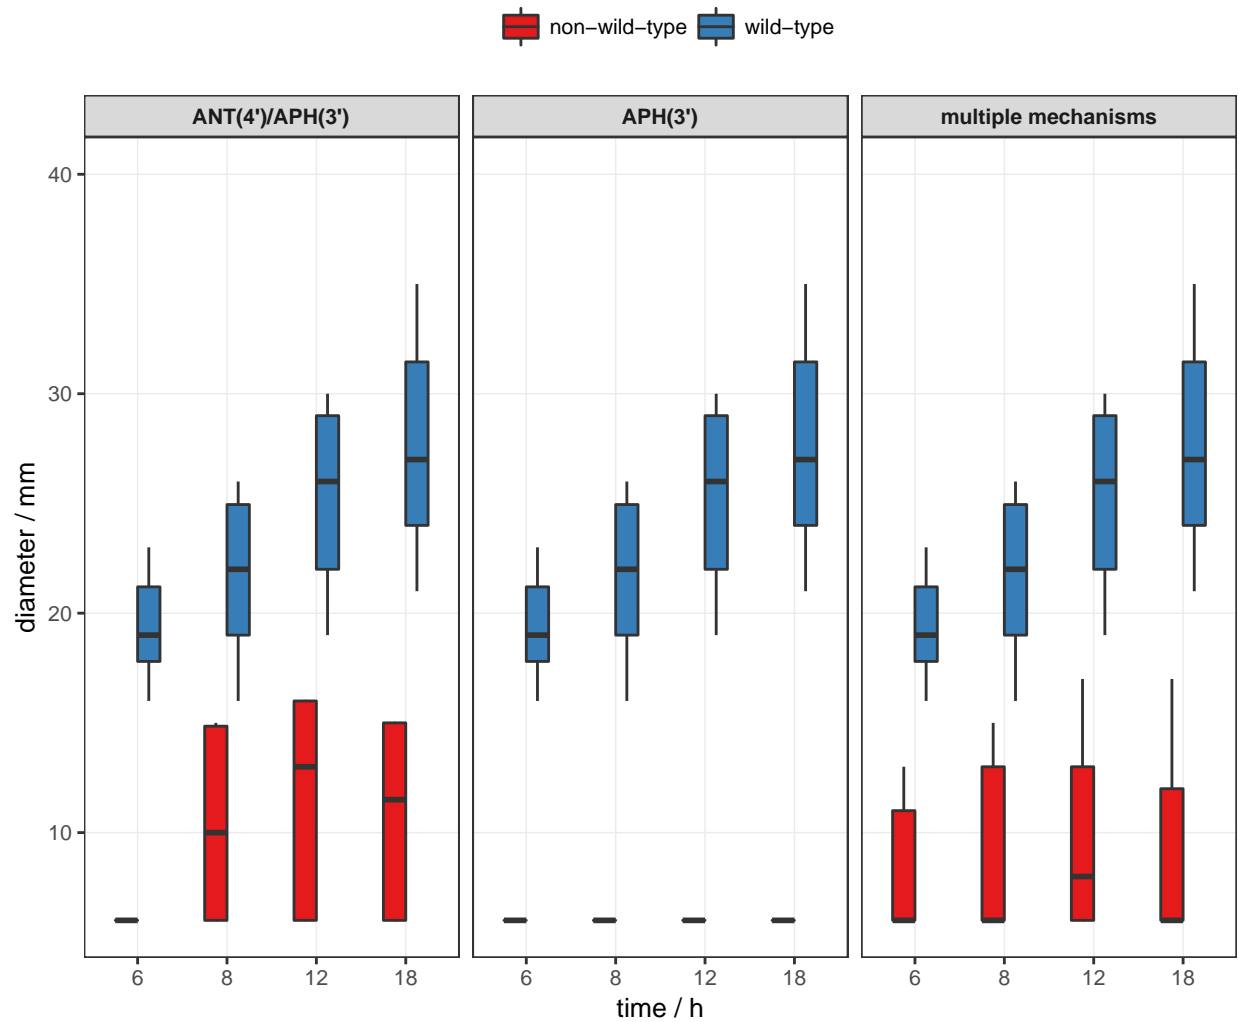 non−wild−type wild−type
ANT(4')/APH(3') APH(3') multiple mechanisms
40
30
20
10
diameter / mm
6 8 12 18 6 8 12 18 6 8 12 18
time / h